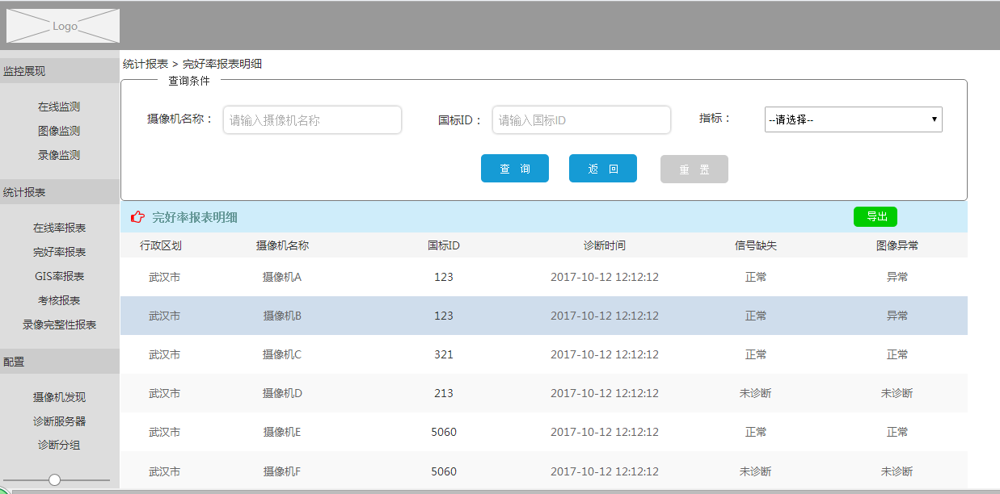 Logo
监控展现
在线监测
图像监测
录像监测
统计报表
在线率报表
完好率报表
GIS率报表
考核报表
录像完整性报表
配置
摄像机发现
诊断服务器
诊断分组
统计报表 > 完好率报表明细
查询条件
摄像机名称： 请输入摄像机名称 国标ID： 请输入国标ID 指标： --请选择--
查 询 返 回 重 置
完好率报表明细 导出
行政区划 摄像机名称 国标ID 诊断时间 信号缺失 图像异常
武汉市 摄像机A 123 2017-10-12 12:12:12 正常 异常
武汉市 摄像机B 123 2017-10-12 12:12:12 正常 异常
武汉市 摄像机C 321 2017-10-12 12:12:12 正常 正常
武汉市 摄像机D 213 2017-10-12 12:12:12 未诊断 未诊断
武汉市 摄像机E 5060 2017-10-12 12:12:12 正常 正常
武汉市 摄像机F 5060 2017-10-12 12:12:12 未诊断 未诊断